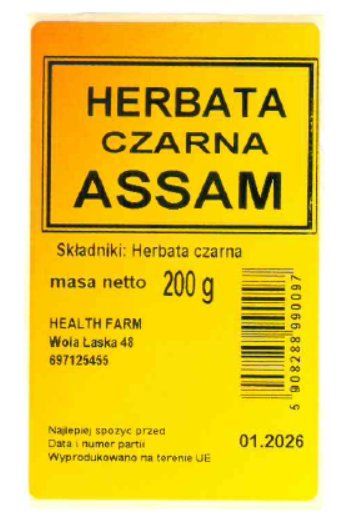 HERBATA
CZARNA
ASSAM
Składniki: Herbata czarna
masa netto 200 g
HEALTH FARM
Wola Łaska 48
697125455
5 908288 990097
Najlepiej spożyc przed
Data i numer partii
Wyprodukowano na terenie UE
01.2026